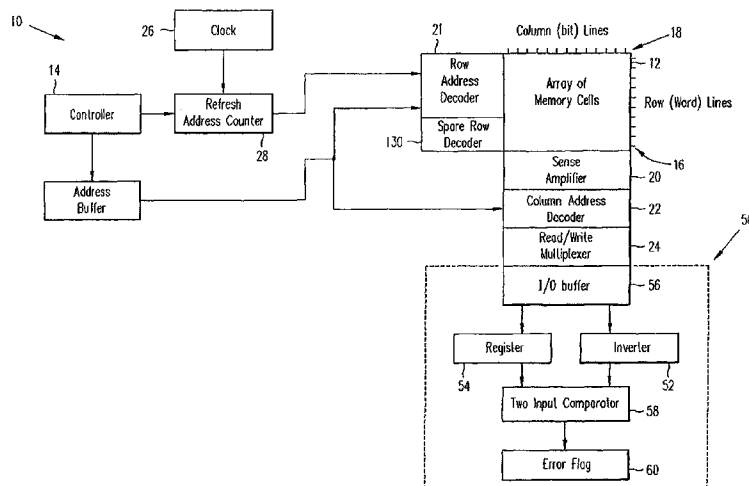 10
26
Clock
14
Controller
Refresh
Address Counter
28
Address
Buffer
21
Row
Address
Decoder
Spare Row
Decoder
130
Column (bit) Lines
18
12
Array of
Memory Cells
Row (Word) Lines
16
Sense
Amplifier
20
Column Address
Decoder
22
Read/Write
Multiplexer
24
I/O buffer
56
Register
54
Inverter
52
Two Input Comparator
58
Error Flag
60